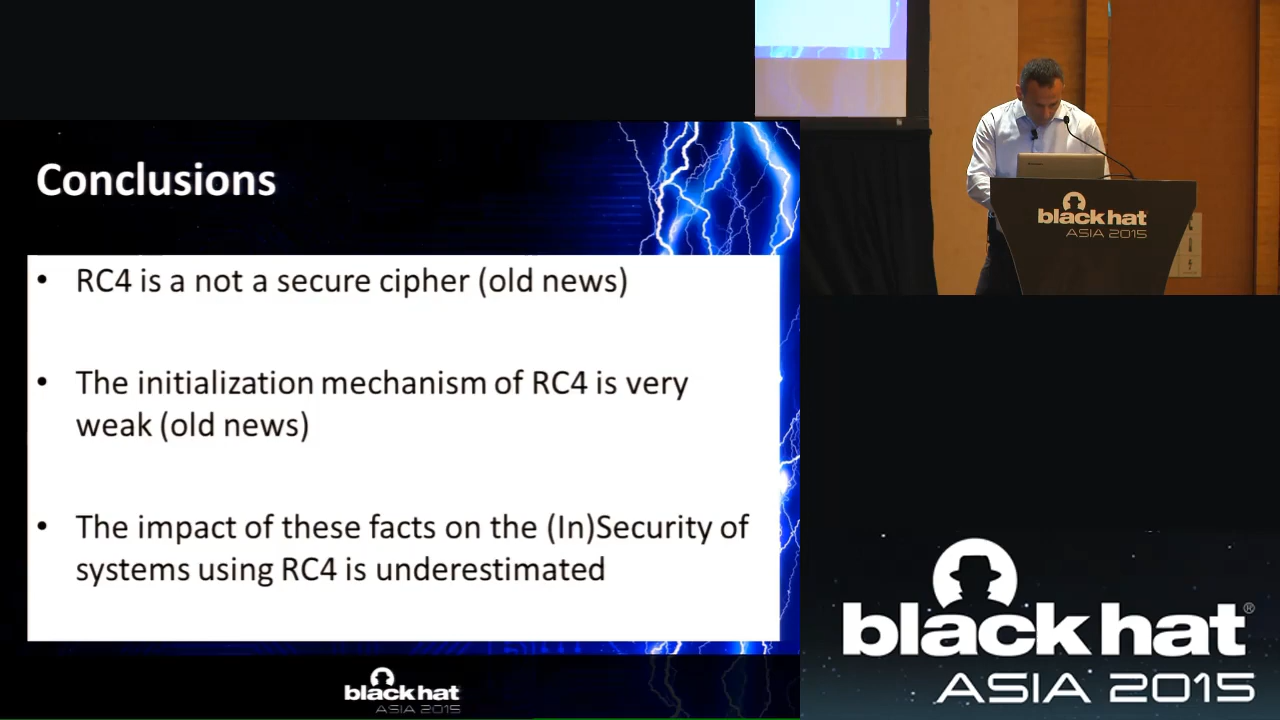 Conclusions
• RC4 is a not a secure cipher (old news)
• The initialization mechanism of RC4 is very
weak (old news)
• The impact of these facts on the (In)Security of
systems using RC4 is underestimated
black hat
ASIA 2015
black hat
ASIA 2015
black hat®
ASIA 2015